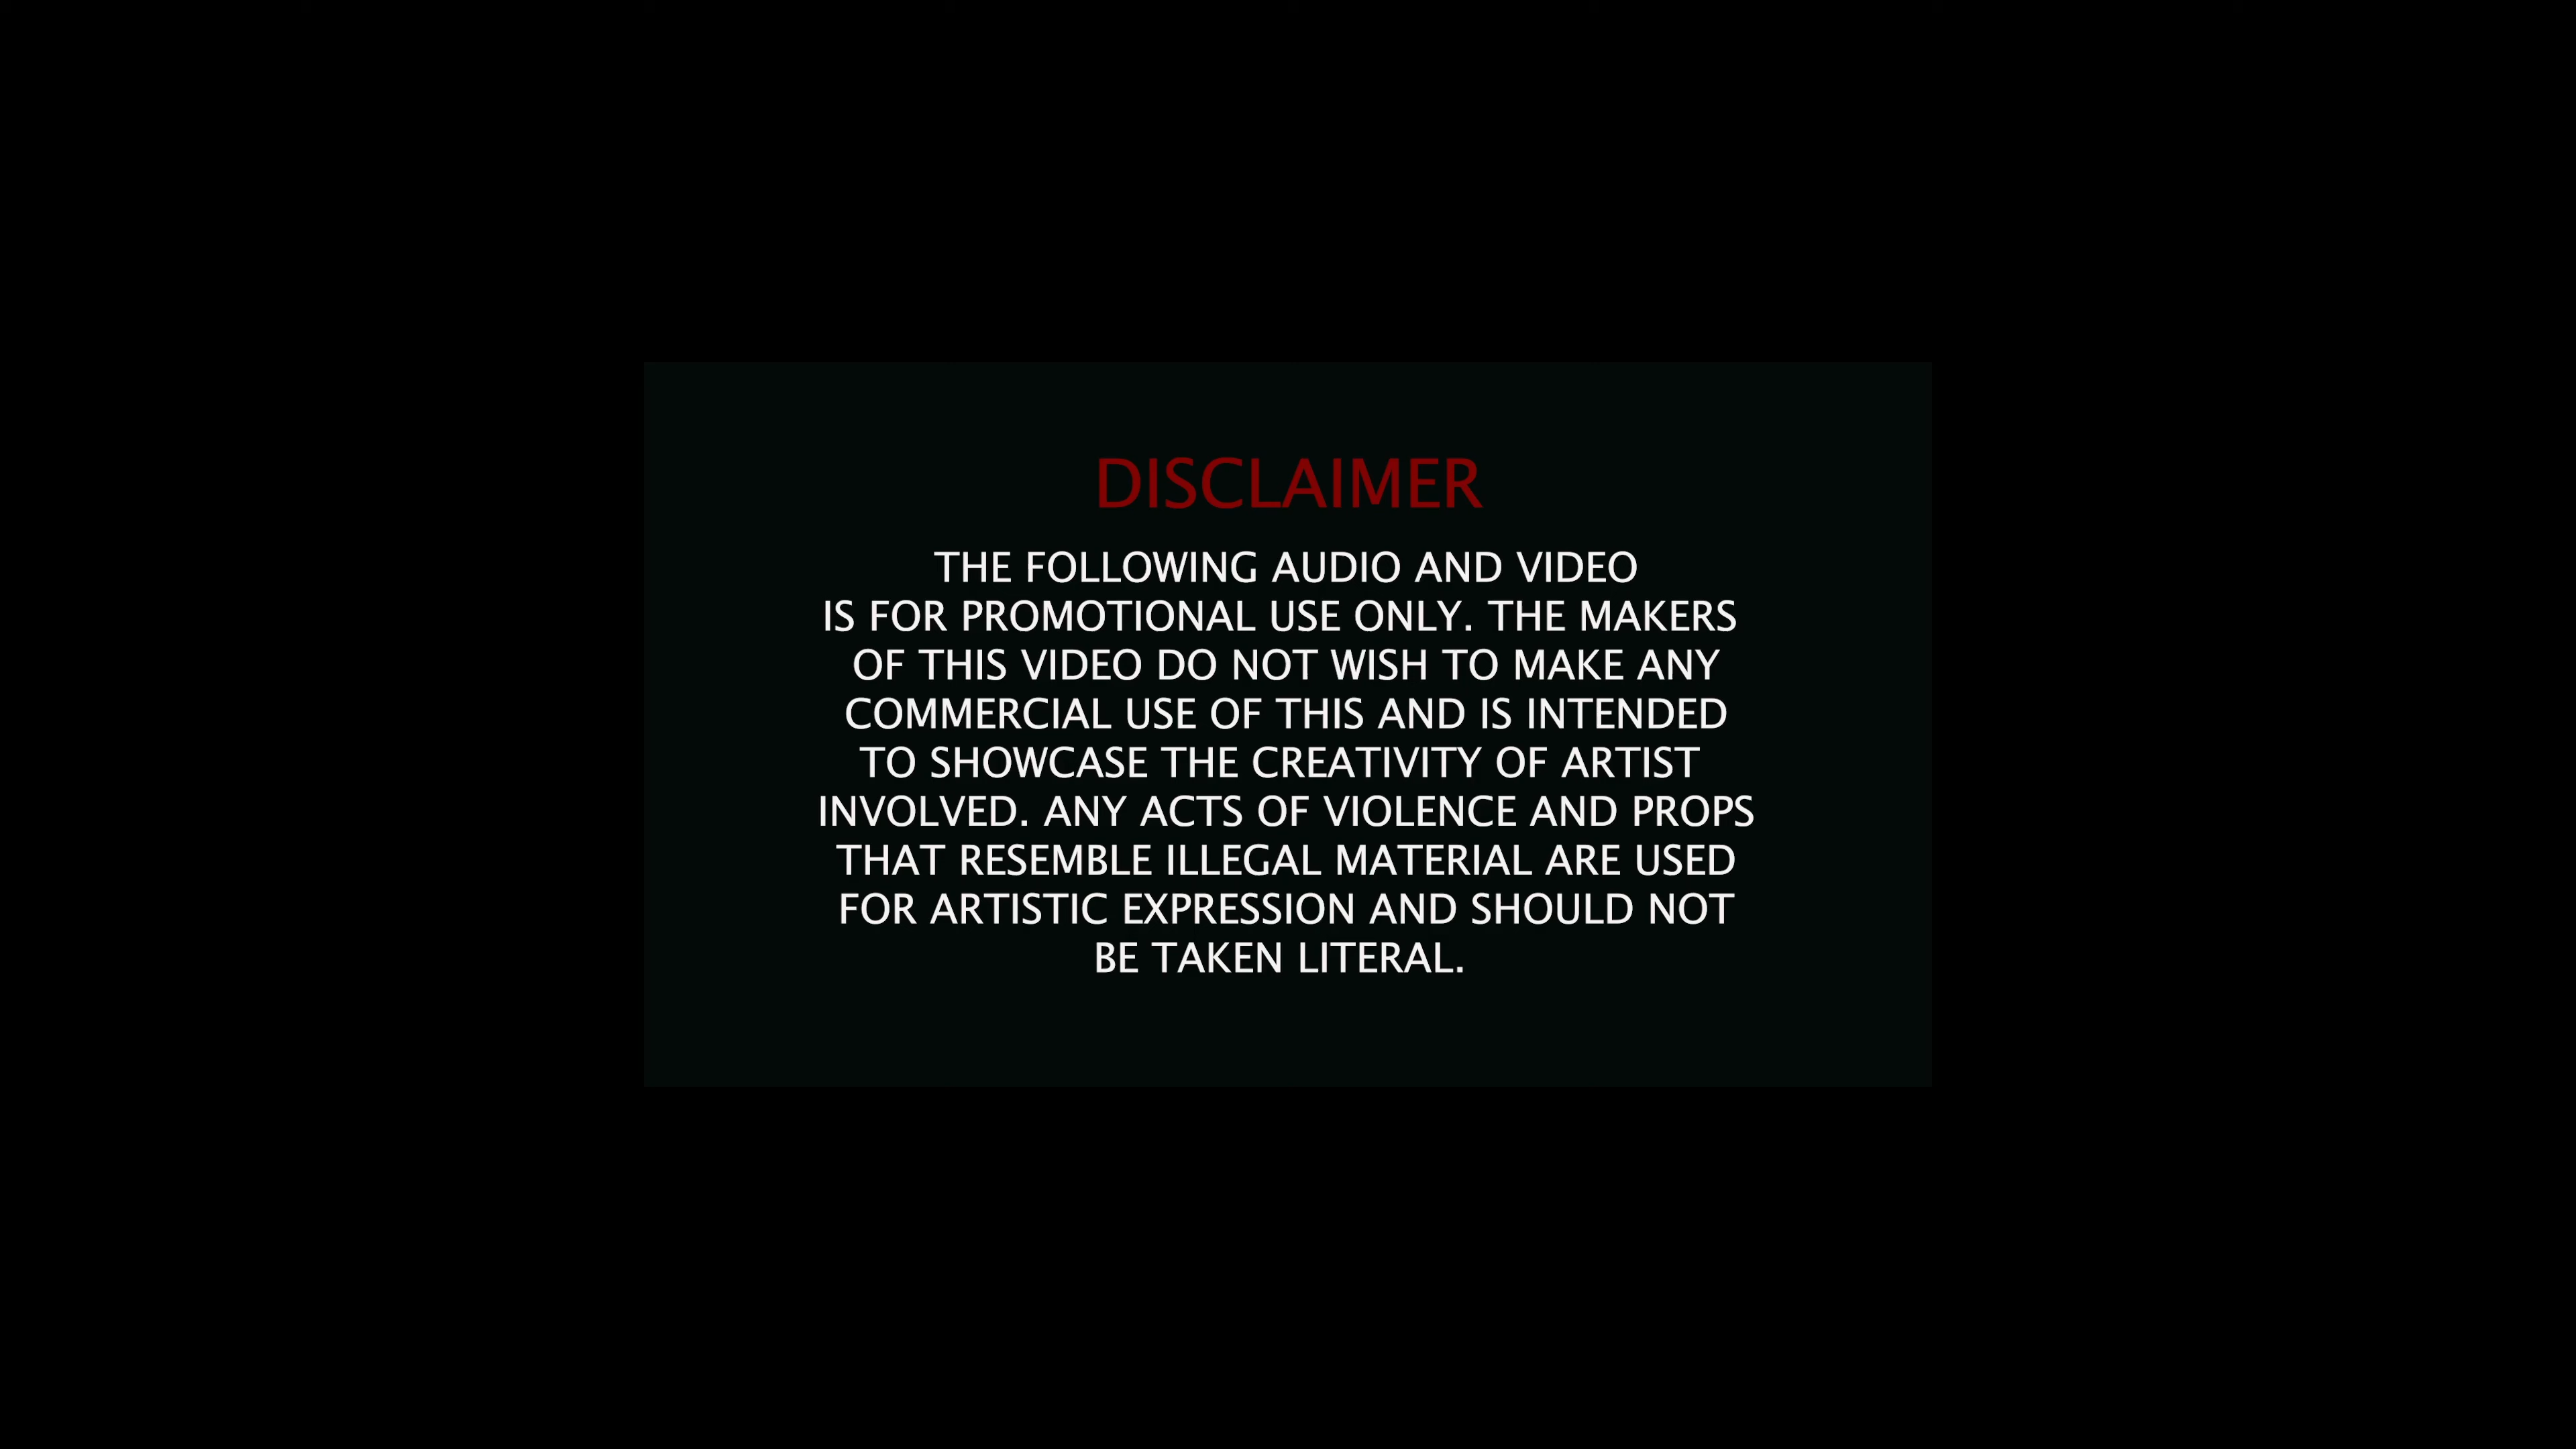 DISCLAIMER
THE FOLLOWING AUDIO AND VIDEO
IS FOR PROMOTIONAL USE ONLY. THE MAKERS
OF THIS VIDEO DO NOT WISH TO MAKE ANY
COMMERCIAL USE OF THIS AND IS INTENDED
TO SHOWCASE THE CREATIVITY OF ARTIST
INVOLVED. ANY ACTS OF VIOLENCE AND PROPS
THAT RESEMBLE ILLEGAL MATERIAL ARE USED
FOR ARTISTIC EXPRESSION AND SHOULD NOT
BE TAKEN LITERAL.